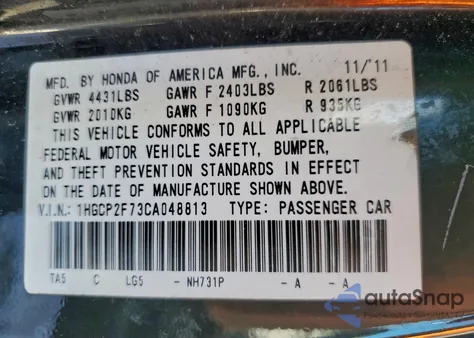 MFD. BY HONDA OF AMERICA MFG., INC. 11/'11
GVWR 4431LBS GAWR F 2403LBS R 2061LBS
GVWR 2010KG GAWR F 1090KG R 935KG
THIS VEHICLE CONFORMS TO ALL APPLICABLE
FEDERAL MOTOR VEHICLE SAFETY, BUMPER,
AND THEFT PREVENTION STANDARDS IN EFFECT
ON THE DATE OF MANUFACTURE SHOWN ABOVE.
V.I.N.: 1HGCP2F73CA048813 TYPE: PASSENGER CAR
TA5 C LG5 - NH731P - A - A
autoSnap